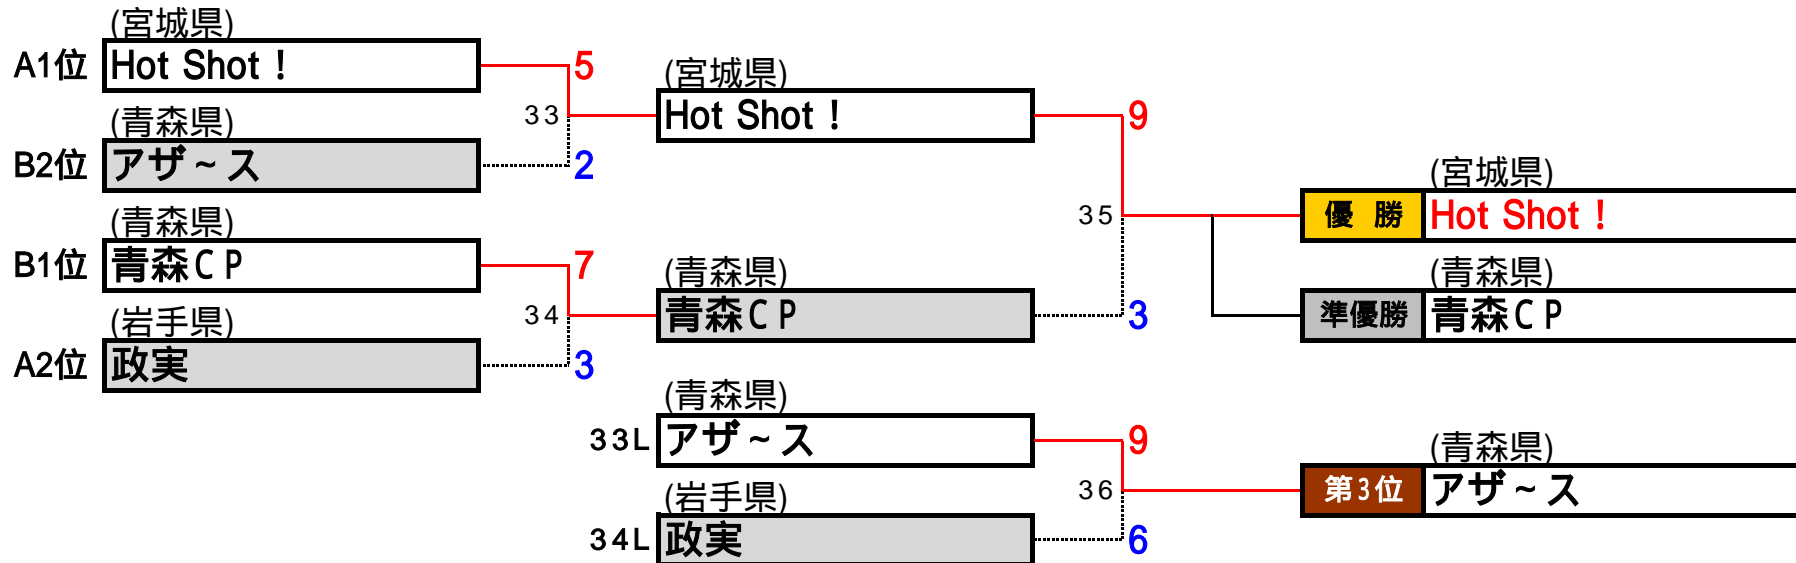 (宮城県)
A1位 Hot Shot！ 5
33
(青森県)
B2位 アザ～ス 2
(青森県)
B1位 青森ＣＰ 7
34
(岩手県)
A2位 政実 3
(宮城県)
Hot Shot！ 9
35
(青森県)
青森ＣＰ 3
(青森県)
33L アザ～ス 9
36
(岩手県)
34L 政実 6
(宮城県)
優 勝 Hot Shot！
(青森県)
準優勝 青森ＣＰ
(青森県)
第3位 アザ～ス